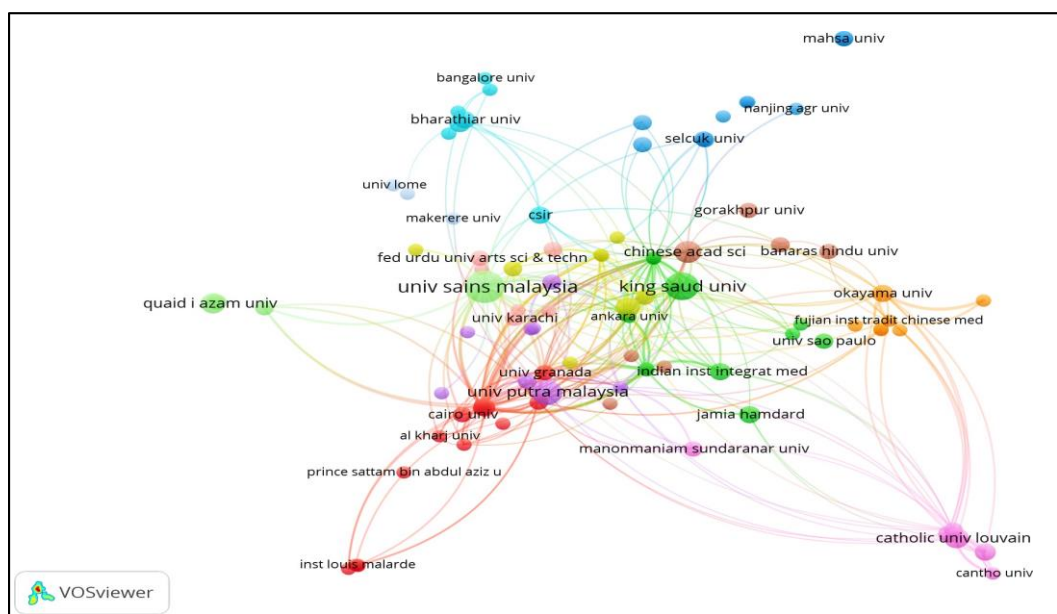 mahsa univ
bangalore univ
nanjing agr univ
bharathiar univ
selcuk univ
univ lome
makerere univ
csir
gorakhpur univ
fed urdu univ arts sci & techn
chinese acad sci
banaras hindu univ
univ sains malaysia
king saud univ
quaid i azam univ
okayama univ
univ karachi
ankara univ
fujian inst tradit chinese med
univ sao paulo
univ granada
indian inst integrat med
univ putra malaysia
cairo univ
jamia hamdard
al kharj univ
manonmaniam sundaranar univ
prince sattam bin abdul aziz u
catholic univ louvain
inst louis malarde
cantho univ
VOSviewer